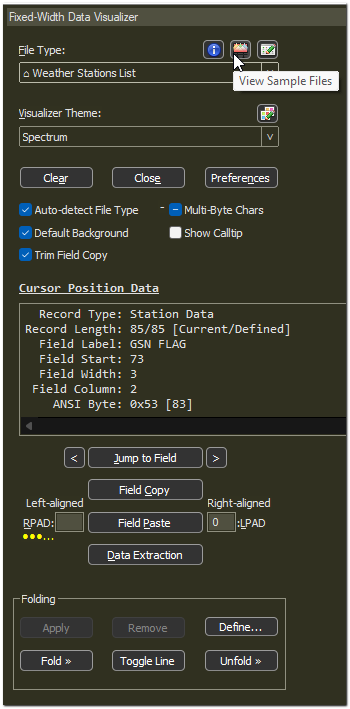 Fixed-Width Data Visualizer
File Type:
⌂ Weather Stations List
View Sample Files
Visualizer Theme:
Spectrum
Clear Close Preferences
Auto-detect File Type - Multi-Byte Chars
Default Background Show Calltip
Trim Field Copy
Cursor Position Data
Record Type: Station Data
Record Length: 85/85 [Current/Defined]
Field Label: GSN FLAG
Field Start: 73
Field Width: 3
Field Column: 2
ANSI Byte: 0x53 [83]
< Jump to Field >
Field Copy
Left-aligned Right-aligned
RPAD: Field Paste 0 :LPAD
Data Extraction
Folding
Apply Remove Define...
Fold » Toggle Line Unfold »